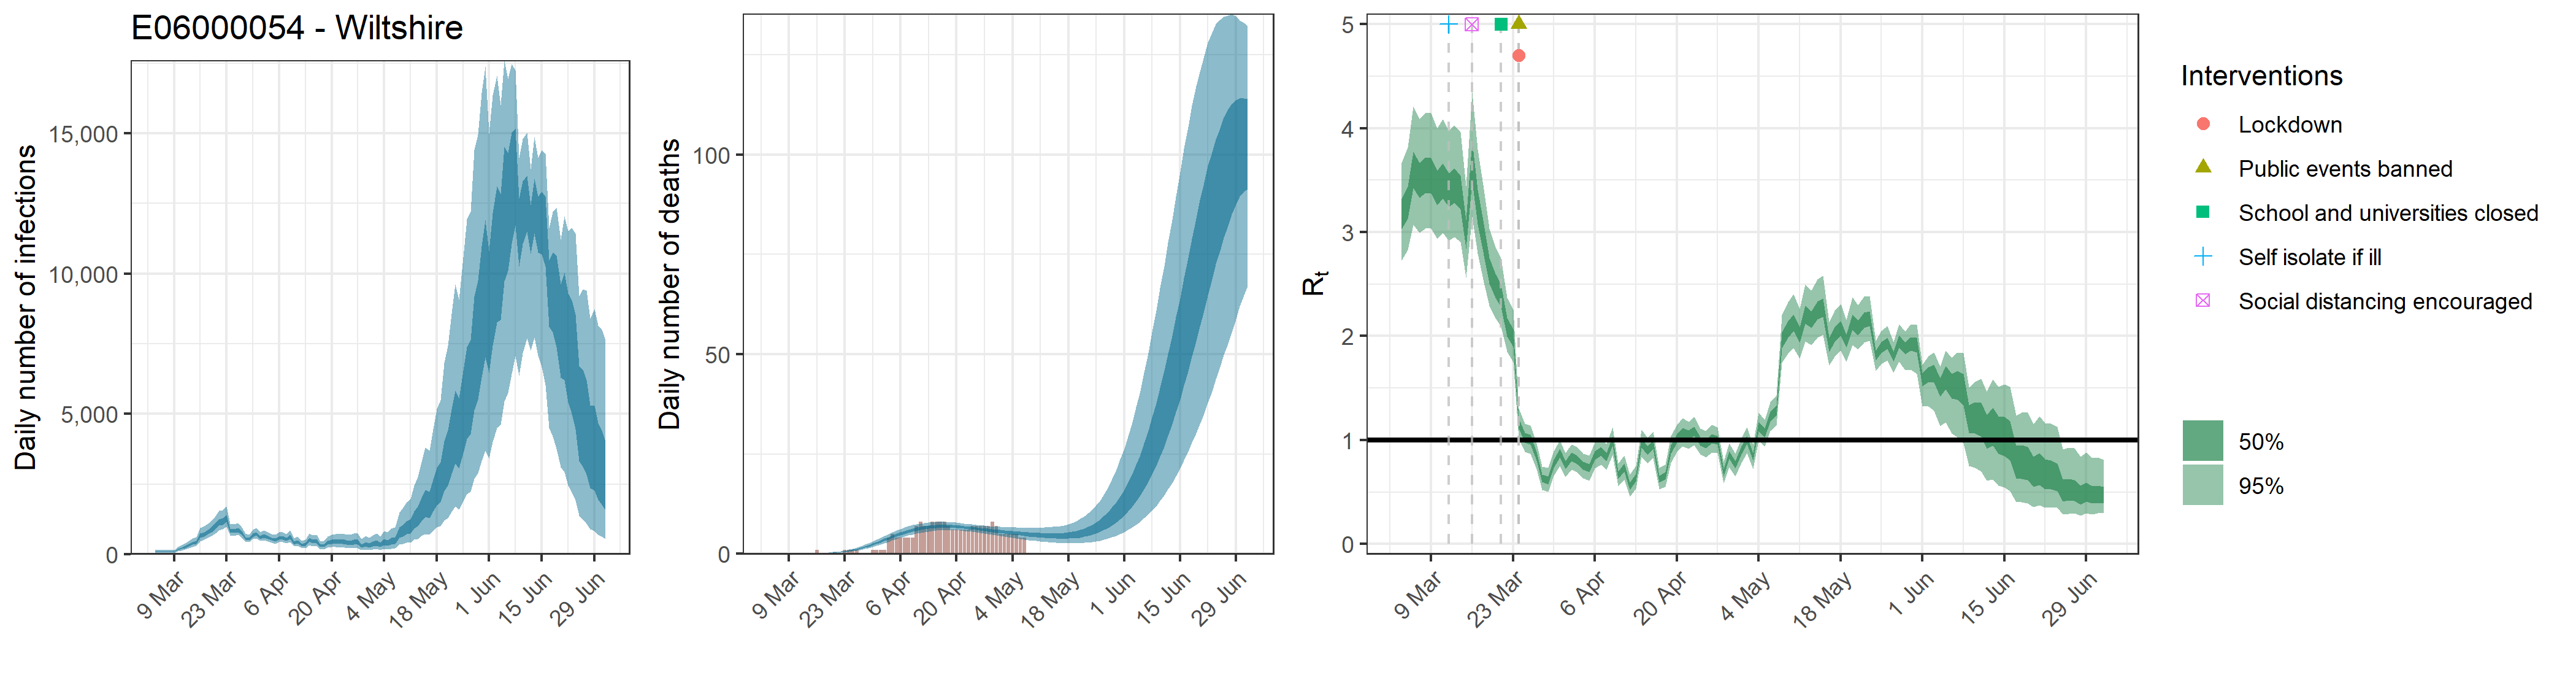 E06000054 - Wiltshire
Daily number of infections
15,000
10,000
5,000
0
9 Mar
23 Mar
6 Apr
20 Apr
4 May
18 May
1 Jun
15 Jun
29 Jun
Daily number of deaths
100
50
0
9 Mar
23 Mar
6 Apr
20 Apr
4 May
18 May
1 Jun
15 Jun
29 Jun
Rt
5
4
3
2
1
0
9 Mar
23 Mar
6 Apr
20 Apr
4 May
18 May
1 Jun
15 Jun
29 Jun
Interventions
Lockdown
Public events banned
School and universities closed
Self isolate if ill
Social distancing encouraged
50%
95%